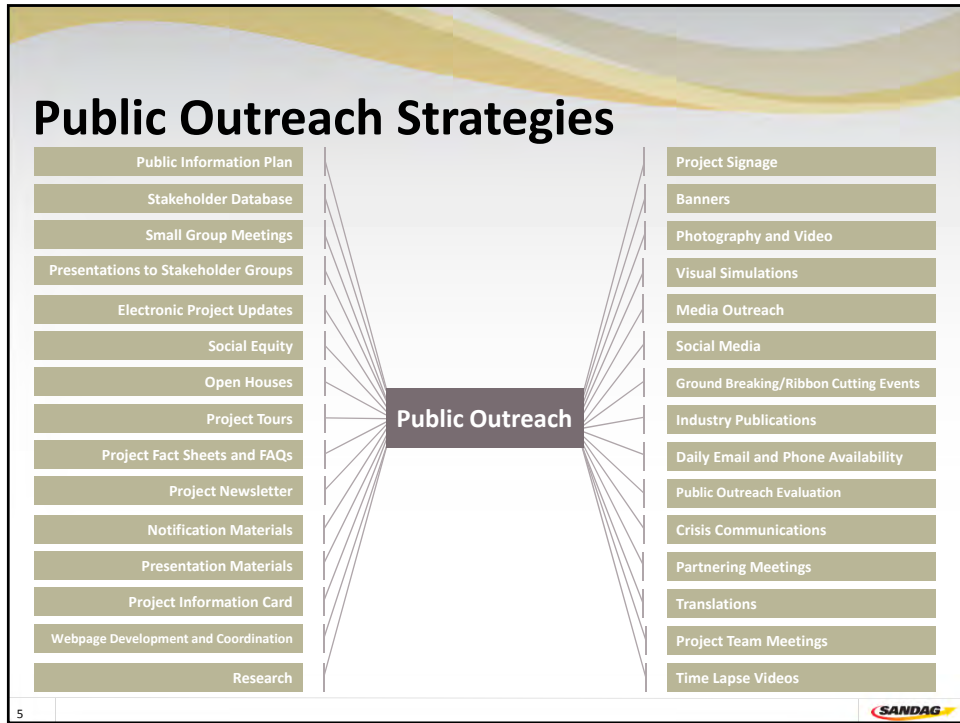 Public Outreach Strategies
Public Information Plan
Stakeholder Database
Small Group Meetings
Presentations to Stakeholder Groups
Electronic Project Updates
Social Equity
Open Houses
Project Tours
Project Fact Sheets and FAQs
Project Newsletter
Notification Materials
Presentation Materials
Project Information Card
Webpage Development and Coordination
Research
Public Outreach
Project Signage
Banners
Photography and Video
Visual Simulations
Media Outreach
Social Media
Ground Breaking/Ribbon Cutting Events
Industry Publications
Daily Email and Phone Availability
Public Outreach Evaluation
Crisis Communications
Partnering Meetings
Translations
Project Team Meetings
Time Lapse Videos
5
SANDAG